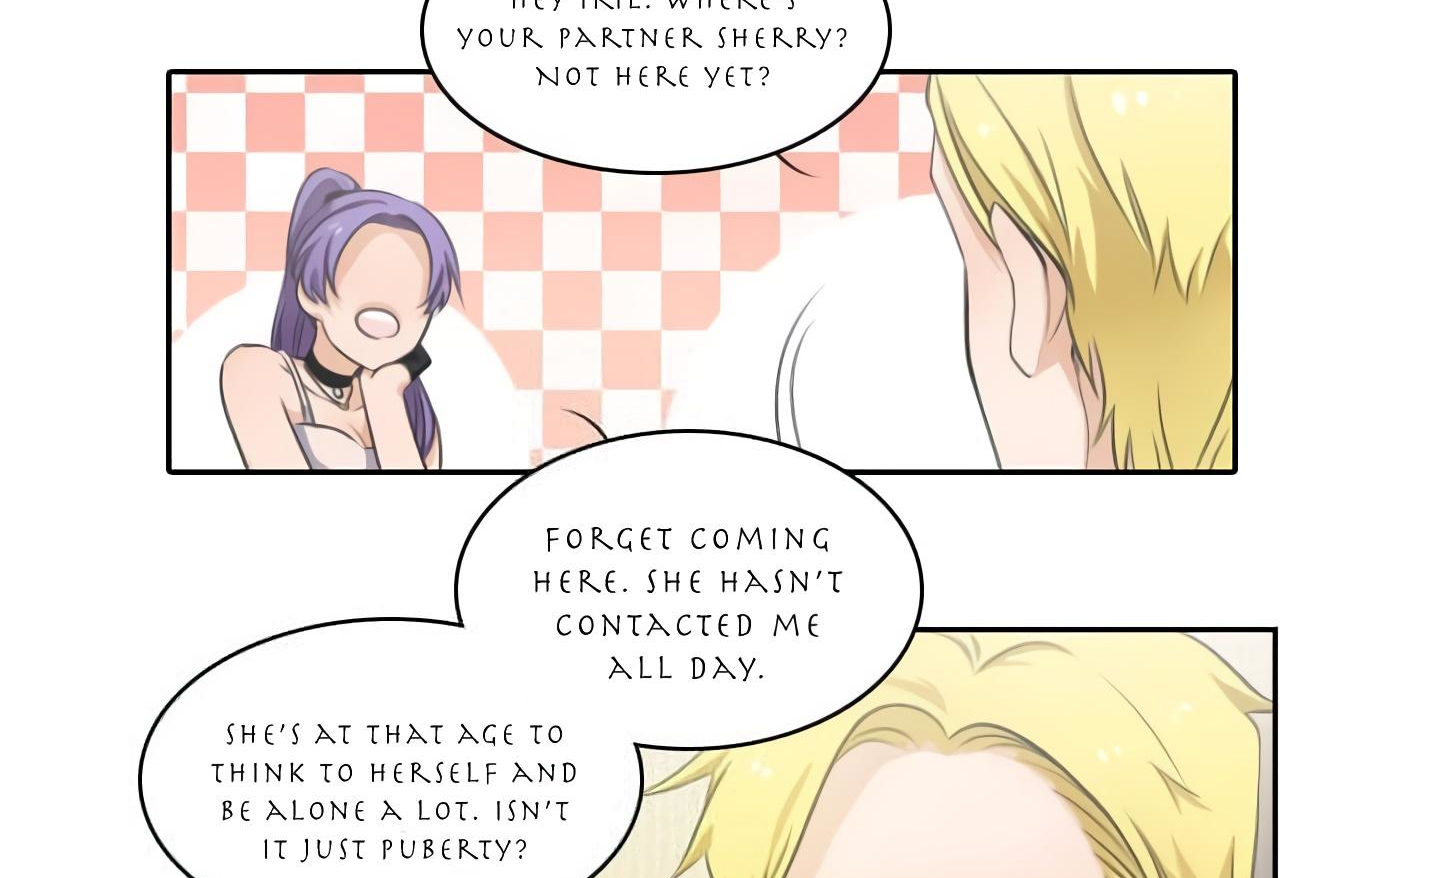 YOUR PARTNER SHERRY?
NOT HERE YET?
FORGET COMING
HERE. SHE HASN'T
CONTACTED ME
ALL DAY.
SHE'S AT THAT AGE TO
THINK TO HERSELF AND
BE ALONE A LOT. ISN'T
IT JUST PUBERTY?